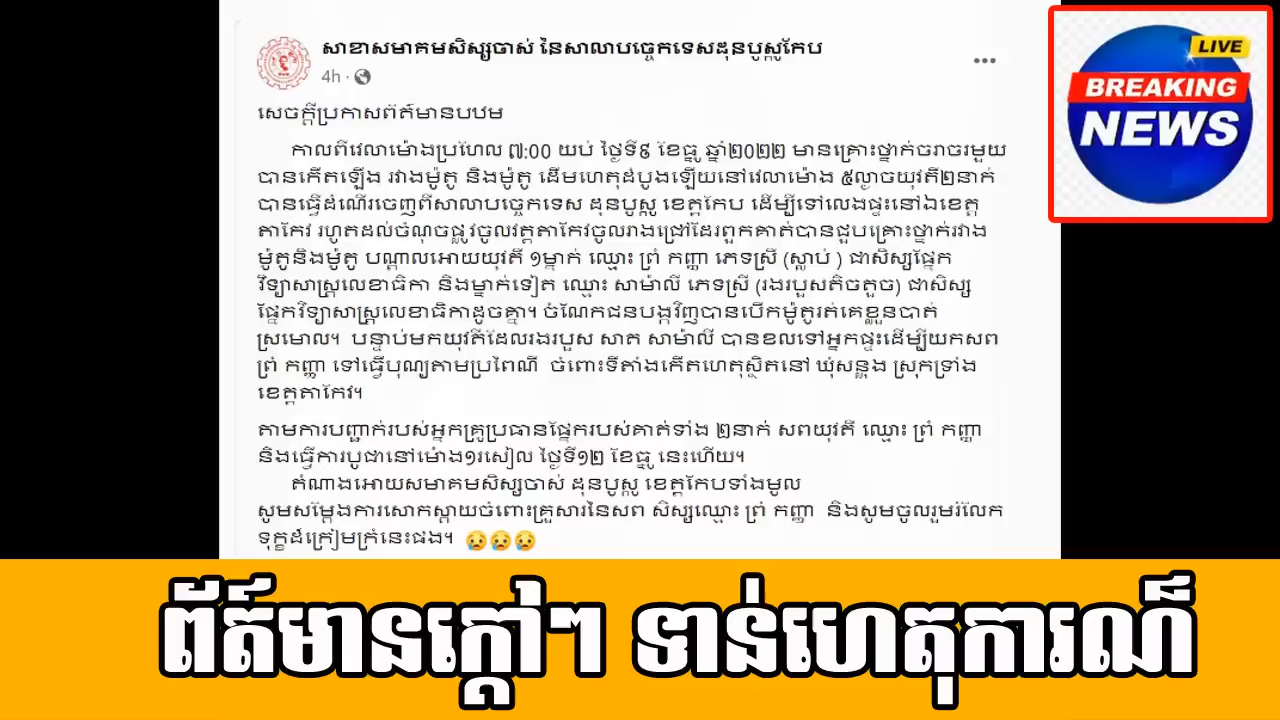 សាខាសមាគមសិស្សចាស់ នៃសាលាបច្ចេកទេសដុនបូស្កូកែប
4h ·
សេចក្ដីប្រកាសព័ត៍មានបឋម
កាលពីវេលាម៉ោងប្រហែល ៧:00 យប់ ថ្ងៃទី៩ ខែធ្នូ ឆ្នាំ២០២២ មានគ្រោះថ្នាក់ចរាចរមួយ
បានកើតឡើង រវាងម៉ូតូ និងម៉ូតូ ដើមហេតុដំបូងឡើយនៅវេលាម៉ោង ៥ល្ងាចយុវតី២នាក់
បានធ្វើដំណើរចេញពីសាលាបច្ចេកទេស ដុនបូស្កូ ខេត្តកែប ដើម្បីទៅលេងផ្ទះនៅឯខេត្ត
តាកែវ រហូតដល់ចំណុចផ្លូវចូលវត្តតាកែវចូលរាងជ្រៅដែរពួកគាត់បានជួបគ្រោះថ្នាក់រវាង
ម៉ូតូនិងម៉ូតូ បណ្ដាលអោយយុវតី ១ម្នាក់ ឈ្មោះ ព្រំ កញ្ញា ភេទស្រី (ស្លាប់ ) ជាសិស្សផ្នែក
វិទ្យាសាស្ត្រលេខាធិកា និងម្នាក់ទៀត ឈ្មោះ សាម៉ាលី ភេទស្រី (រងរបួសតិចតួច) ជាសិស្ស
ផ្នែកវិទ្យាសាស្ត្រលេខាធិកាដូចគ្នា។ ចំណែកជនបង្កវិញបានបើកម៉ូតូរត់គេខ្លួនបាត់
ស្រមោល។ បន្ទាប់មកយុវតីដែលរងរបួស សាត សាម៉ាលី បានខលទៅអ្នកផ្ទះដើម្បីយកសព
ព្រំ កញ្ញា ទៅធ្វើបុណ្យតាមប្រពៃណី ចំពោះទីតាំងកើតហេតុស្ថិតនៅ ឃុំសន្លុង ស្រុកទ្រាំង
ខេត្តតាកែវ។
តាមការបញ្ជាក់របស់អ្នកគ្រូប្រធានផ្នែករបស់គាត់ទាំង ២នាក់ សពយុវតី ឈ្មោះ ព្រំ កញ្ញា
និងធ្វើការបូជានៅម៉ោង១រសៀល ថ្ងៃទី១២ ខែធ្នូ នេះហើយ។
តំណាងអោយសមាគមសិស្សចាស់ ដុនបូស្កូ ខេត្តកែបទាំងមូល
សូមសម្ដែងការសោកស្ដាយចំពោះគ្រួសារនៃសព សិស្សឈ្មោះ ព្រំ កញ្ញា និងសូមចូលរួមរំលែក
ទុក្ខដ៏ក្រៀមក្រំនេះផង។ 😢😢😢
LIVE
BREAKING
NEWS
ព័ត៍មានក្ដៅៗ ទាន់ហេតុការណ៏